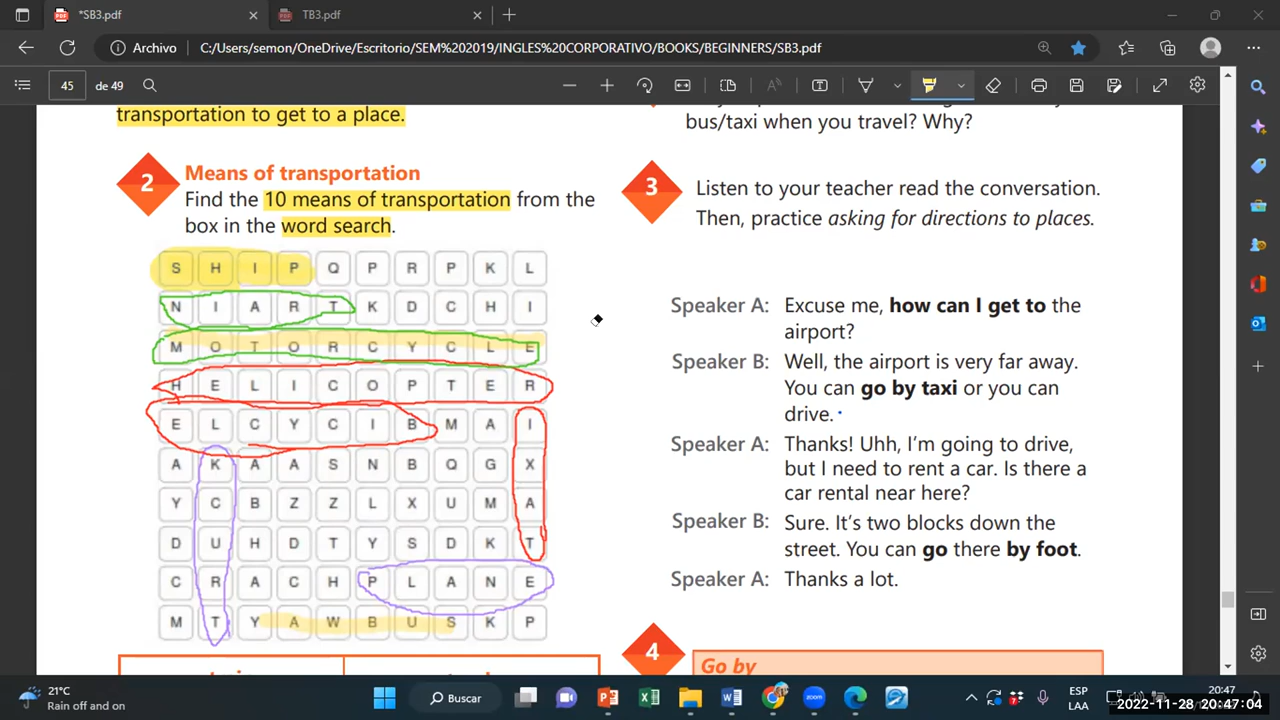 *SB3.pdf
TB3.pdf
Archivo
C:/Users/semon/OneDrive/Escritorio/SEM%202019/INGLES%20CORPORATIVO/BOOKS/BEGINNERS/SB3.pdf
45
de 49
transportation to get to a place.
2
Means of transportation
Find the 10 means of transportation from the
box in the word search.
S H I P Q P R P K L
N I A R T K D C H I
M O T O R C Y C L E
H E L I C O P T E R
E L C Y C I B M A I
A K A A S N B Q G X
Y C B Z Z L X U M A
D U H D T Y S D K T
C R A C H P L A N E
M T Y A W B U S K P
bus/taxi when you travel? Why?
3
Listen to your teacher read the conversation.
Then, practice asking for directions to places.
Speaker A: Excuse me, how can I get to the
airport?
Speaker B: Well, the airport is very far away.
You can go by taxi or you can
drive.
Speaker A: Thanks! Uhh, I'm going to drive,
but I need to rent a car. Is there a
car rental near here?
Speaker B: Sure. It's two blocks down the
street. You can go there by foot.
Speaker A: Thanks a lot.
4
Go by
21°C
Rain off and on
Buscar
ESP
LAA
20:47
2022-11-28 20:47:04